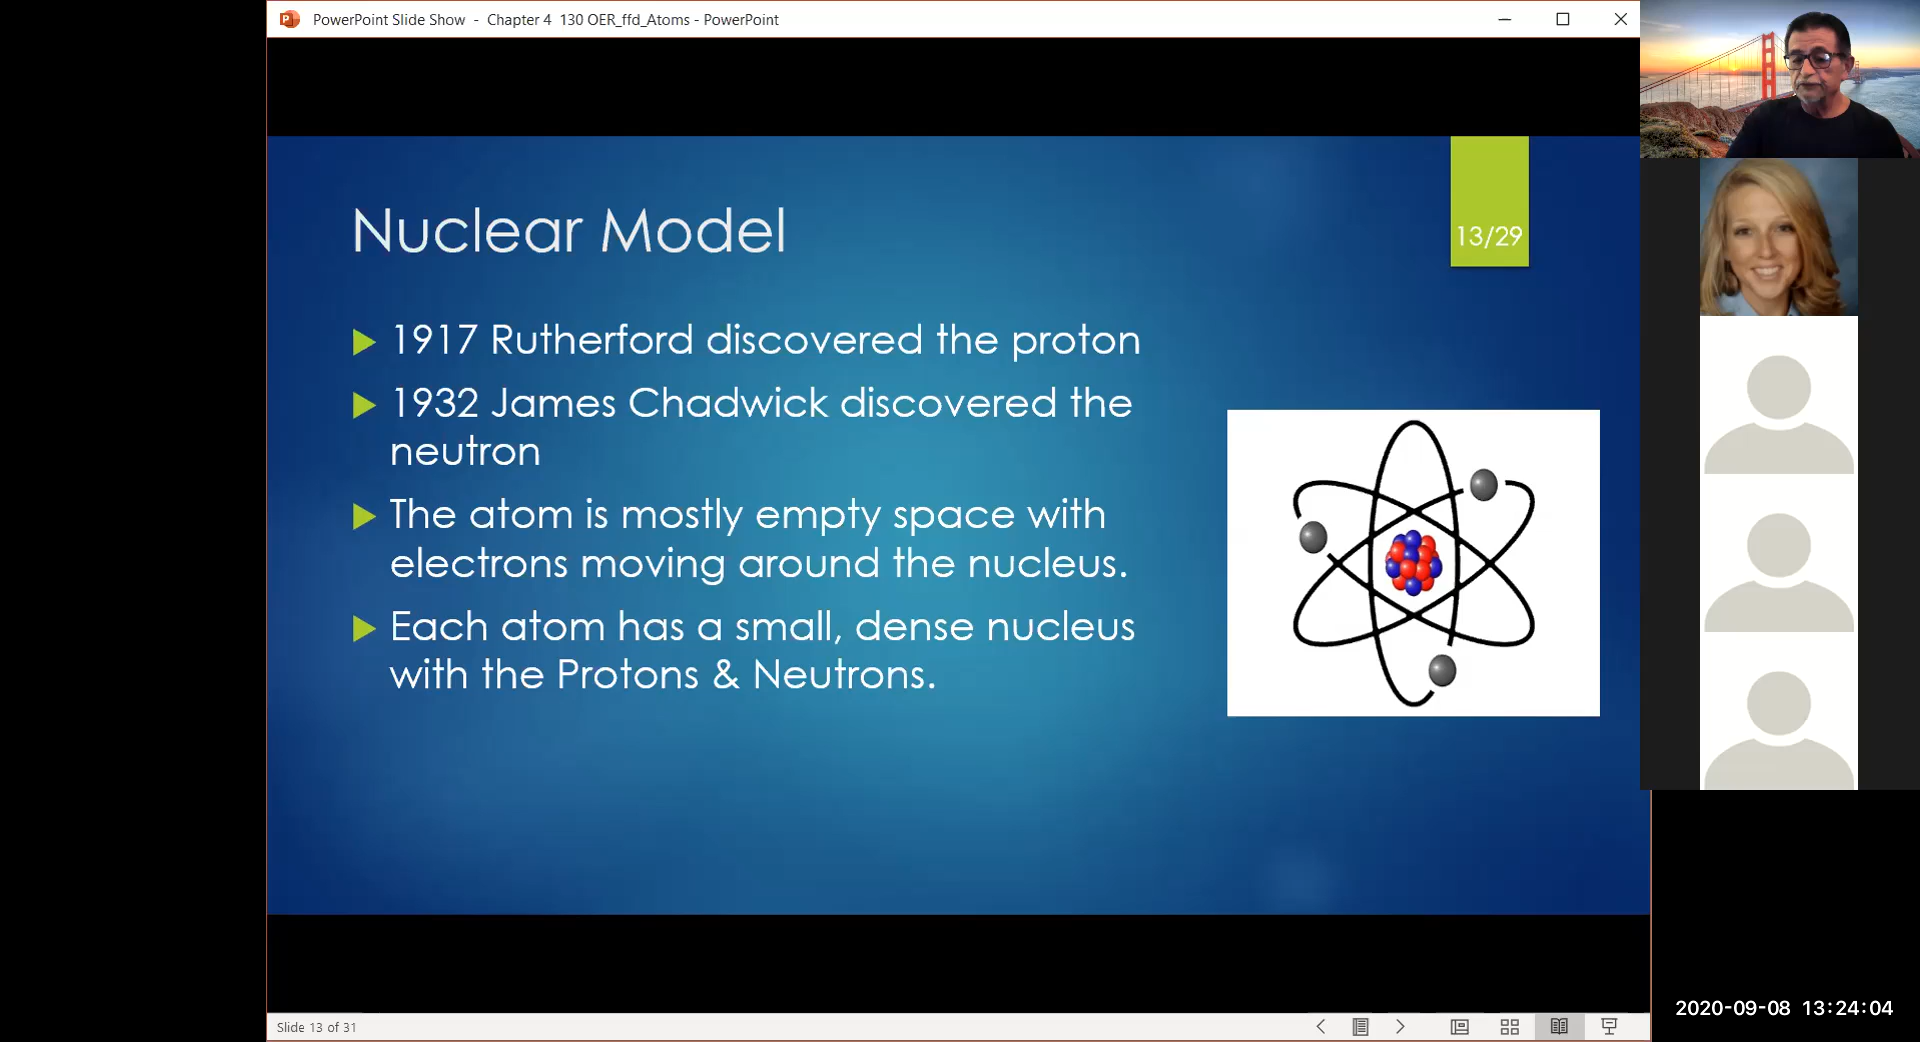 PowerPoint Slide Show - Chapter 4 130 OER_ffd_Atoms - PowerPoint
Nuclear Model
13/29
1917 Rutherford discovered the proton
1932 James Chadwick discovered the
neutron
The atom is mostly empty space with
electrons moving around the nucleus.
Each atom has a small, dense nucleus
with the Protons & Neutrons.
Slide 13 of 31
2020-09-08 13:24:04